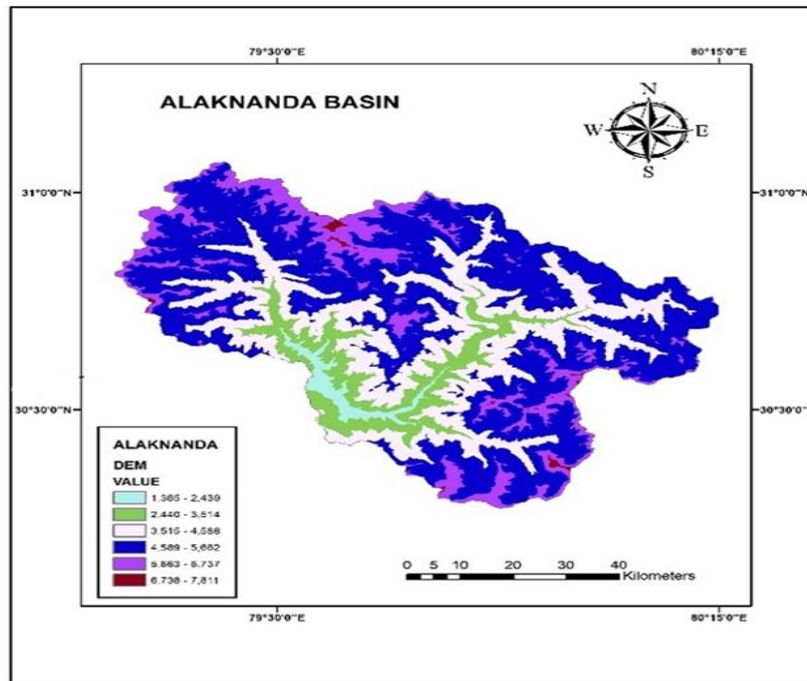 79°30'0"E 80°15'0"E
ALAKNANDA BASIN
N
W E
S
31°0'0"N 31°0'0"N
30°30'0"N 30°30'0"N
ALAKNANDA
DEM
VALUE
1,365 - 2,439
2,440 - 3,514
3,515 - 4,588
4,589 - 5,662
5,663 - 6,737
6,738 - 7,811
0 5 10 20 30 40
Kilometers
79°30'0"E 80°15'0"E